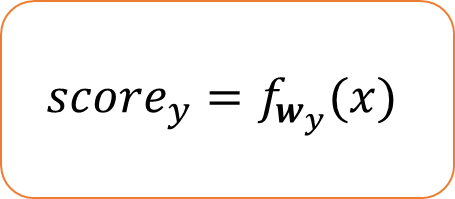 score_y = f_{w_y}(x)